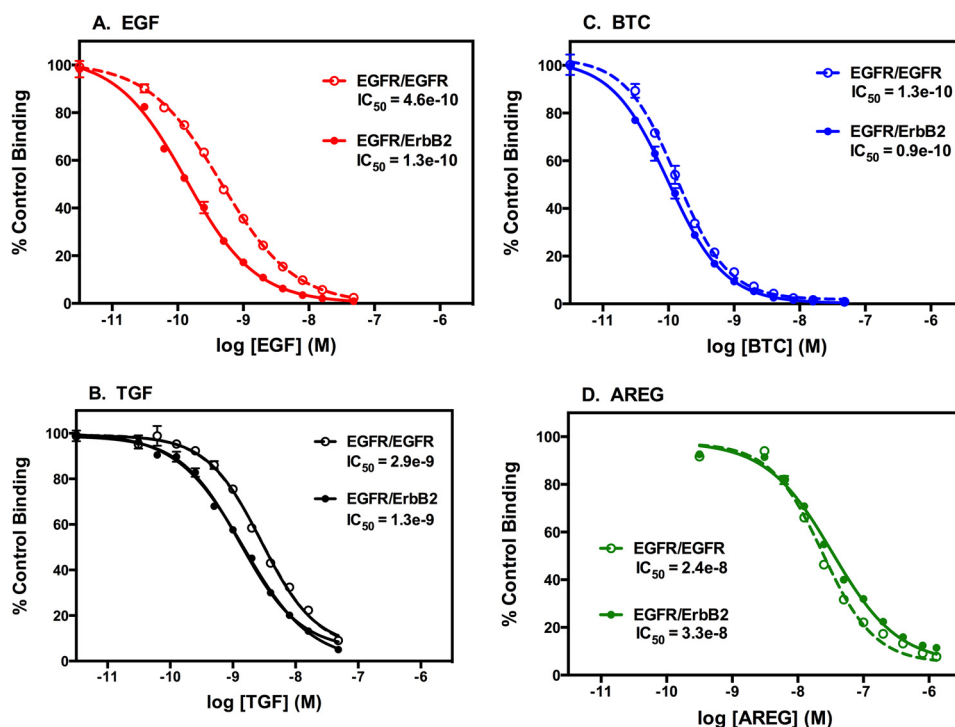 A. EGF
% Control Binding
100
80
60
40
20
0
EGFR/EGFR
IC50 = 4.6e-10
EGFR/ErbB2
IC50 = 1.3e-10
-11 -10 -9 -8 -7 -6
log [EGF] (M)
C. BTC
% Control Binding
100
80
60
40
20
0
EGFR/EGFR
IC50 = 1.3e-10
EGFR/ErbB2
IC50 = 0.9e-10
-11 -10 -9 -8 -7 -6
log [BTC] (M)
B. TGF
% Control Binding
100
80
60
40
20
0
EGFR/EGFR
IC50 = 2.9e-9
EGFR/ErbB2
IC50 = 1.3e-9
-11 -10 -9 -8 -7 -6
log [TGF] (M)
D. AREG
% Control Binding
100
80
60
40
20
0
EGFR/EGFR
IC50 = 2.4e-8
EGFR/ErbB2
IC50 = 3.3e-8
-11 -10 -9 -8 -7 -6
log [AREG] (M)